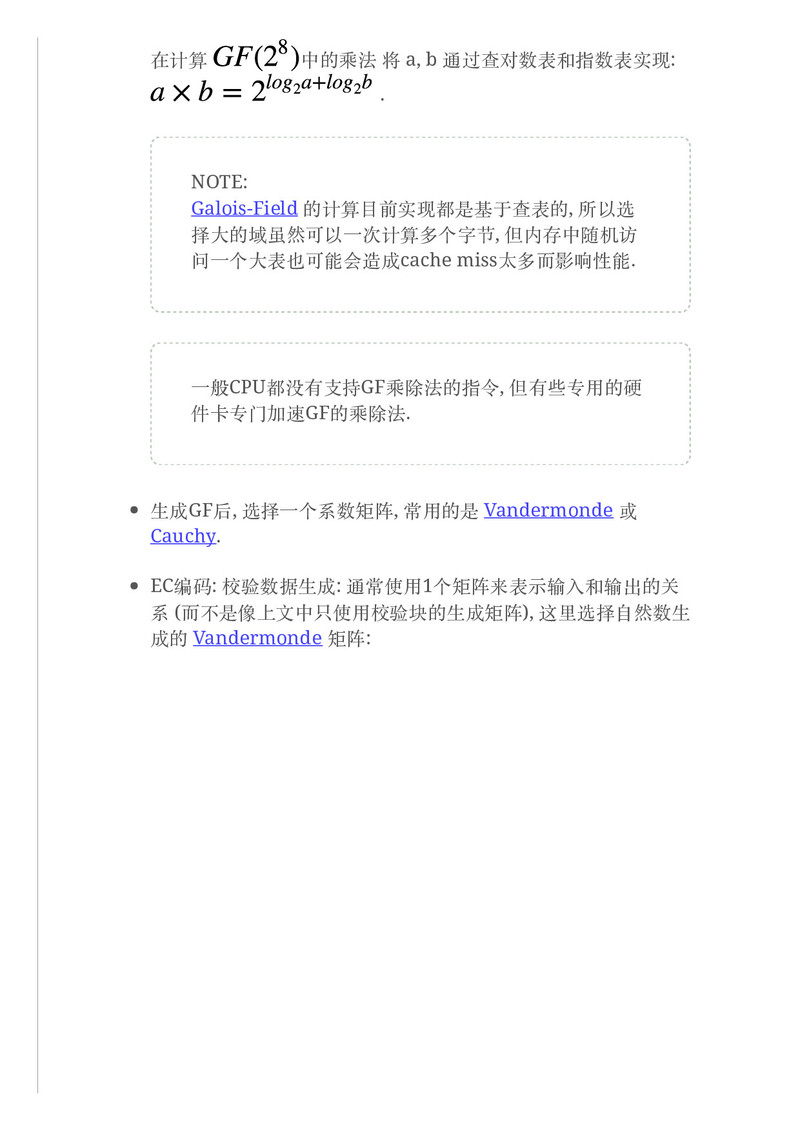 在计算 GF(2⁸)中的乘法 将 a, b 通过查对数表和指数表实现:
a × b = 2^{log₂a+log₂b} .
NOTE:
Galois-Field 的计算目前实现都是基于查表的, 所以选
择大的域虽然可以一次计算多个字节, 但内存中随机访
问一个大表也可能会造成cache miss太多而影响性能.
一般CPU都没有支持GF乘除法的指令, 但有些专用的硬
件卡专门加速GF的乘除法.
• 生成GF后, 选择一个系数矩阵, 常用的是 Vandermonde 或
Cauchy.
• EC编码: 校验数据生成: 通常使用1个矩阵来表示输入和输出的关
系 (而不是像上文中只使用校验块的生成矩阵), 这里选择自然数生
成的 Vandermonde 矩阵: